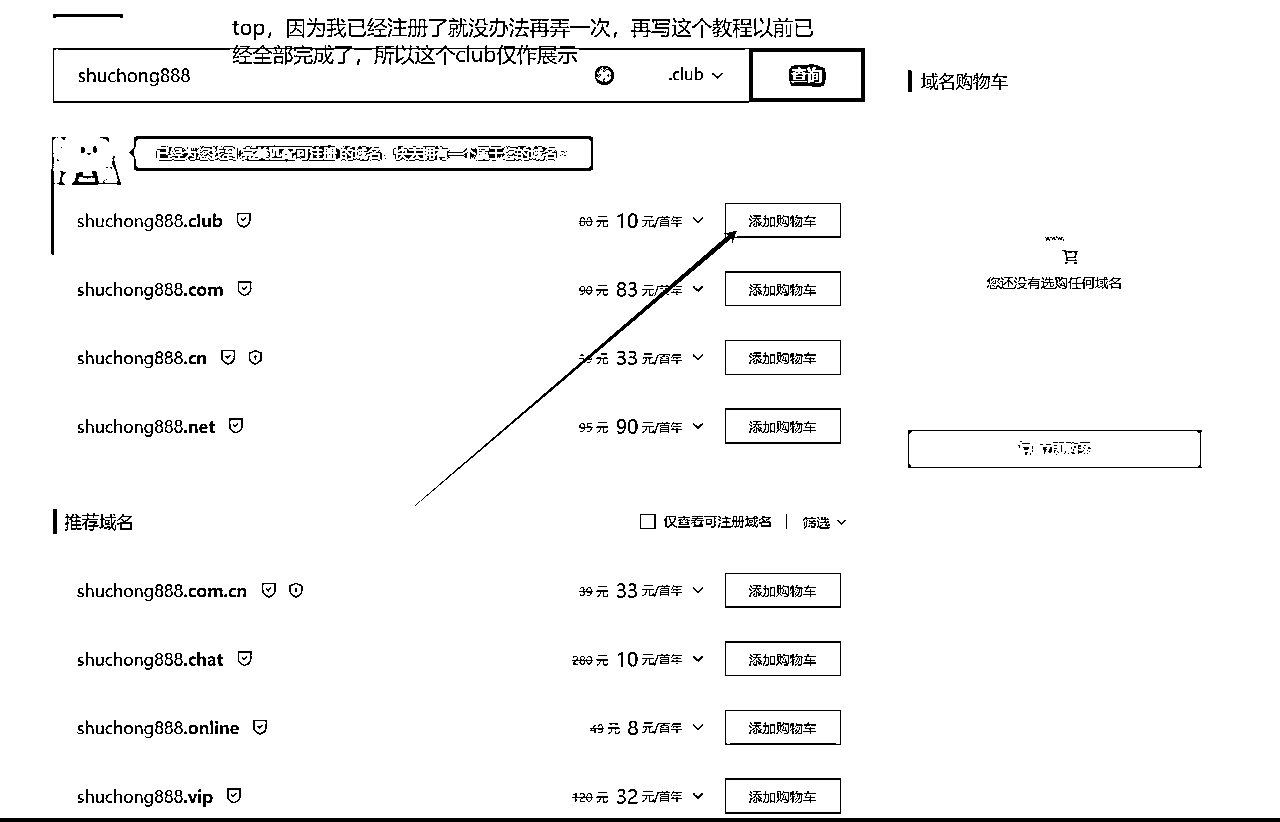 top，因为我已经注册了就没办法再弄一次，再写这个教程以前已
经全部完成了，所以这个club仅作展示
shuchong888 .club 查询
域名购物车
已经为您找到 完美匹配可注册 的域名，快去拥有一个属于您的域名~
shuchong888.club 80 元 10 元/首年 添加购物车
shuchong888.com 90 元 83 元/首年 添加购物车
shuchong888.cn 元 33 元/首年 添加购物车
shuchong888.net 95 元 90 元/首年 添加购物车
www.
您还没有选购任何域名
立即购买
推荐域名 仅查看可注册域名 筛选
shuchong888.com.cn 39 元 33 元/首年 添加购物车
shuchong888.chat 280 元 10 元/首年 添加购物车
shuchong888.online 49 元 8 元/首年 添加购物车
shuchong888.vip 120 元 32 元/首年 添加购物车